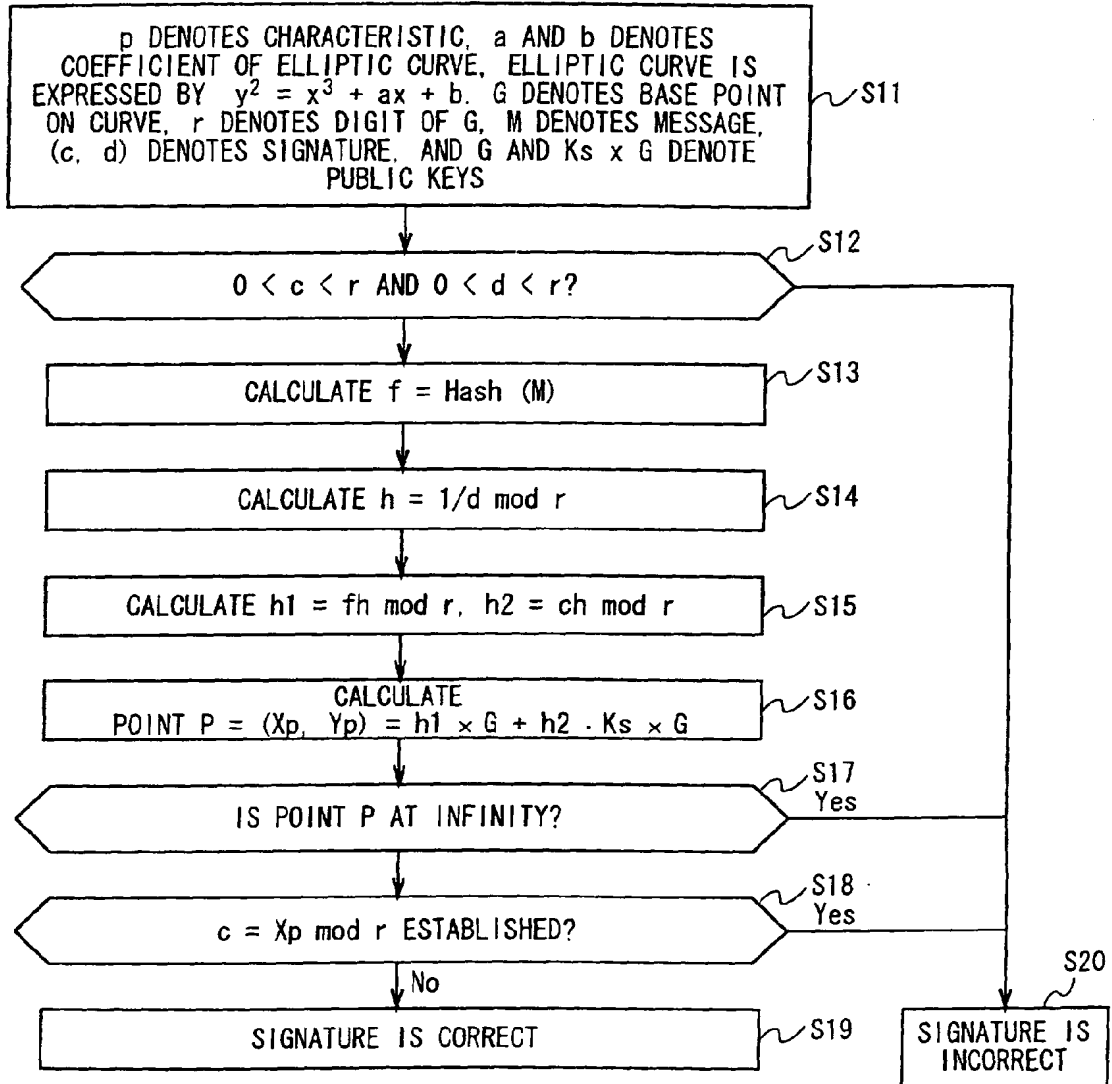 p DENOTES CHARACTERISTIC, a AND b DENOTES
COEFFICIENT OF ELLIPTIC CURVE, ELLIPTIC CURVE IS
EXPRESSED BY y² = x³ + ax + b. G DENOTES BASE POINT
ON CURVE, r DENOTES DIGIT OF G, M DENOTES MESSAGE,
(c, d) DENOTES SIGNATURE, AND G AND Ks x G DENOTE
PUBLIC KEYS
S11
S12
0 < c < r AND 0 < d < r?
S13
CALCULATE f = Hash (M)
S14
CALCULATE h = 1/d mod r
S15
CALCULATE h1 = fh mod r, h2 = ch mod r
S16
CALCULATE
POINT P = (Xp, Yp) = h1 × G + h2 · Ks × G
S17
Yes
IS POINT P AT INFINITY?
S18
Yes
c = Xp mod r ESTABLISHED?
No
S19
SIGNATURE IS CORRECT
S20
SIGNATURE IS
INCORRECT